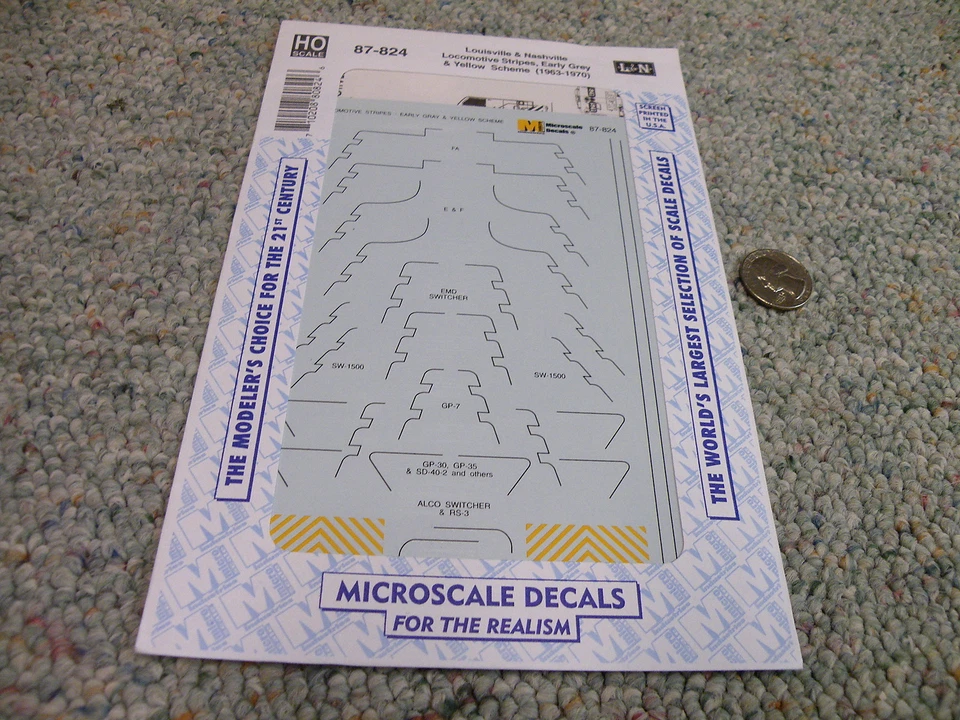 HO
SCALE
87-824
Louisville & Nashville
Locomotive Stripes, Early Grey
& Yellow Scheme (1963-1970)
L&N
SCREEN
PRINTED
IN THE
U.S.A.
OMOTIVE STRIPES - EARLY GRAY & YELLOW SCHEME
M
Microscale
Decals
87-824
FA
E & F
EMD
SWITCHER
SW-1500
SW-1500
GP-7
GP-30, GP-35
& SD-40-2 and others
ALCO SWITCHER
& RS-3
THE MODELER'S CHOICE FOR THE 21ST CENTURY
THE WORLD'S LARGEST SELECTION OF SCALE DECALS
MICROSCALE DECALS
FOR THE REALISM